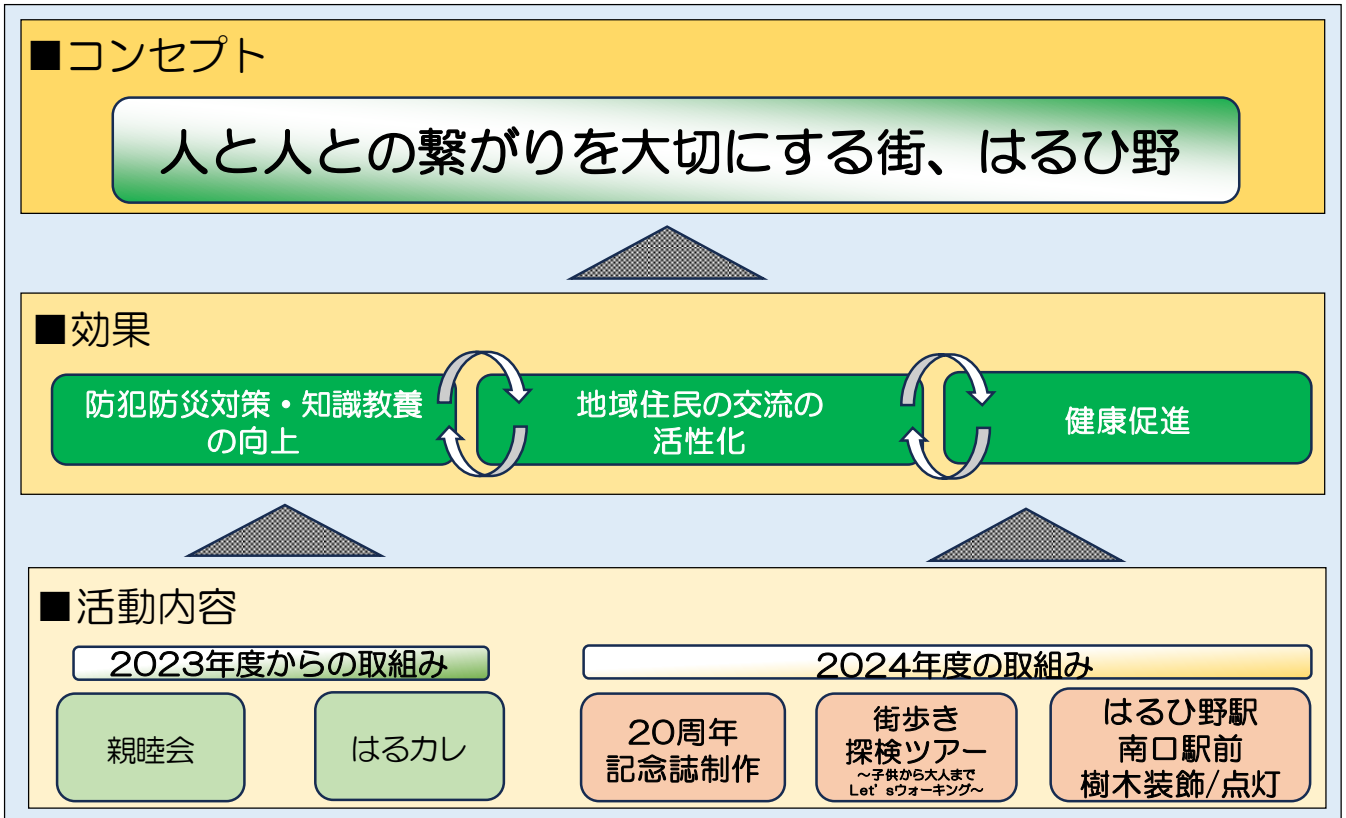 ■コンセプト
人と人との繋がりを大切にする街、はるひ野
■効果
防犯防災対策・知識教養
の向上
地域住民の交流の
活性化
健康促進
■活動内容
2023年度からの取組み
2024年度の取組み
親睦会
はるカレ
20周年
記念誌制作
街歩き
探検ツアー
~子供から大人まで
Let’sウォーキング~
はるひ野駅
南口駅前
樹木装飾/点灯